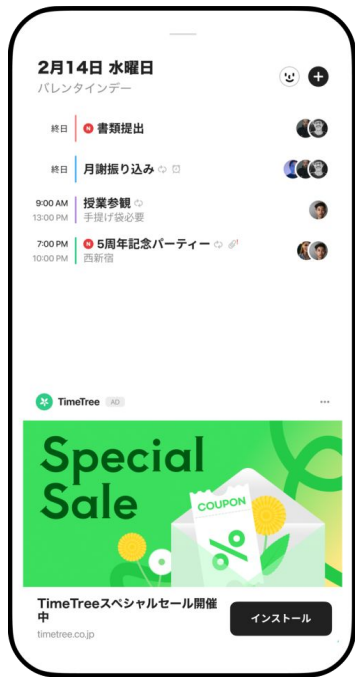 2月14日 水曜日
バレンタインデー
終日 N 書類提出
終日 月謝振り込み
9:00 AM 授業参観
13:00 PM 手提げ袋必要
7:00 PM N 5周年記念パーティー
10:00 PM 西新宿
TimeTree AD
Special
Sale
COUPON
%
TimeTreeスペシャルセール開催
中
インストール
timetree.co.jp